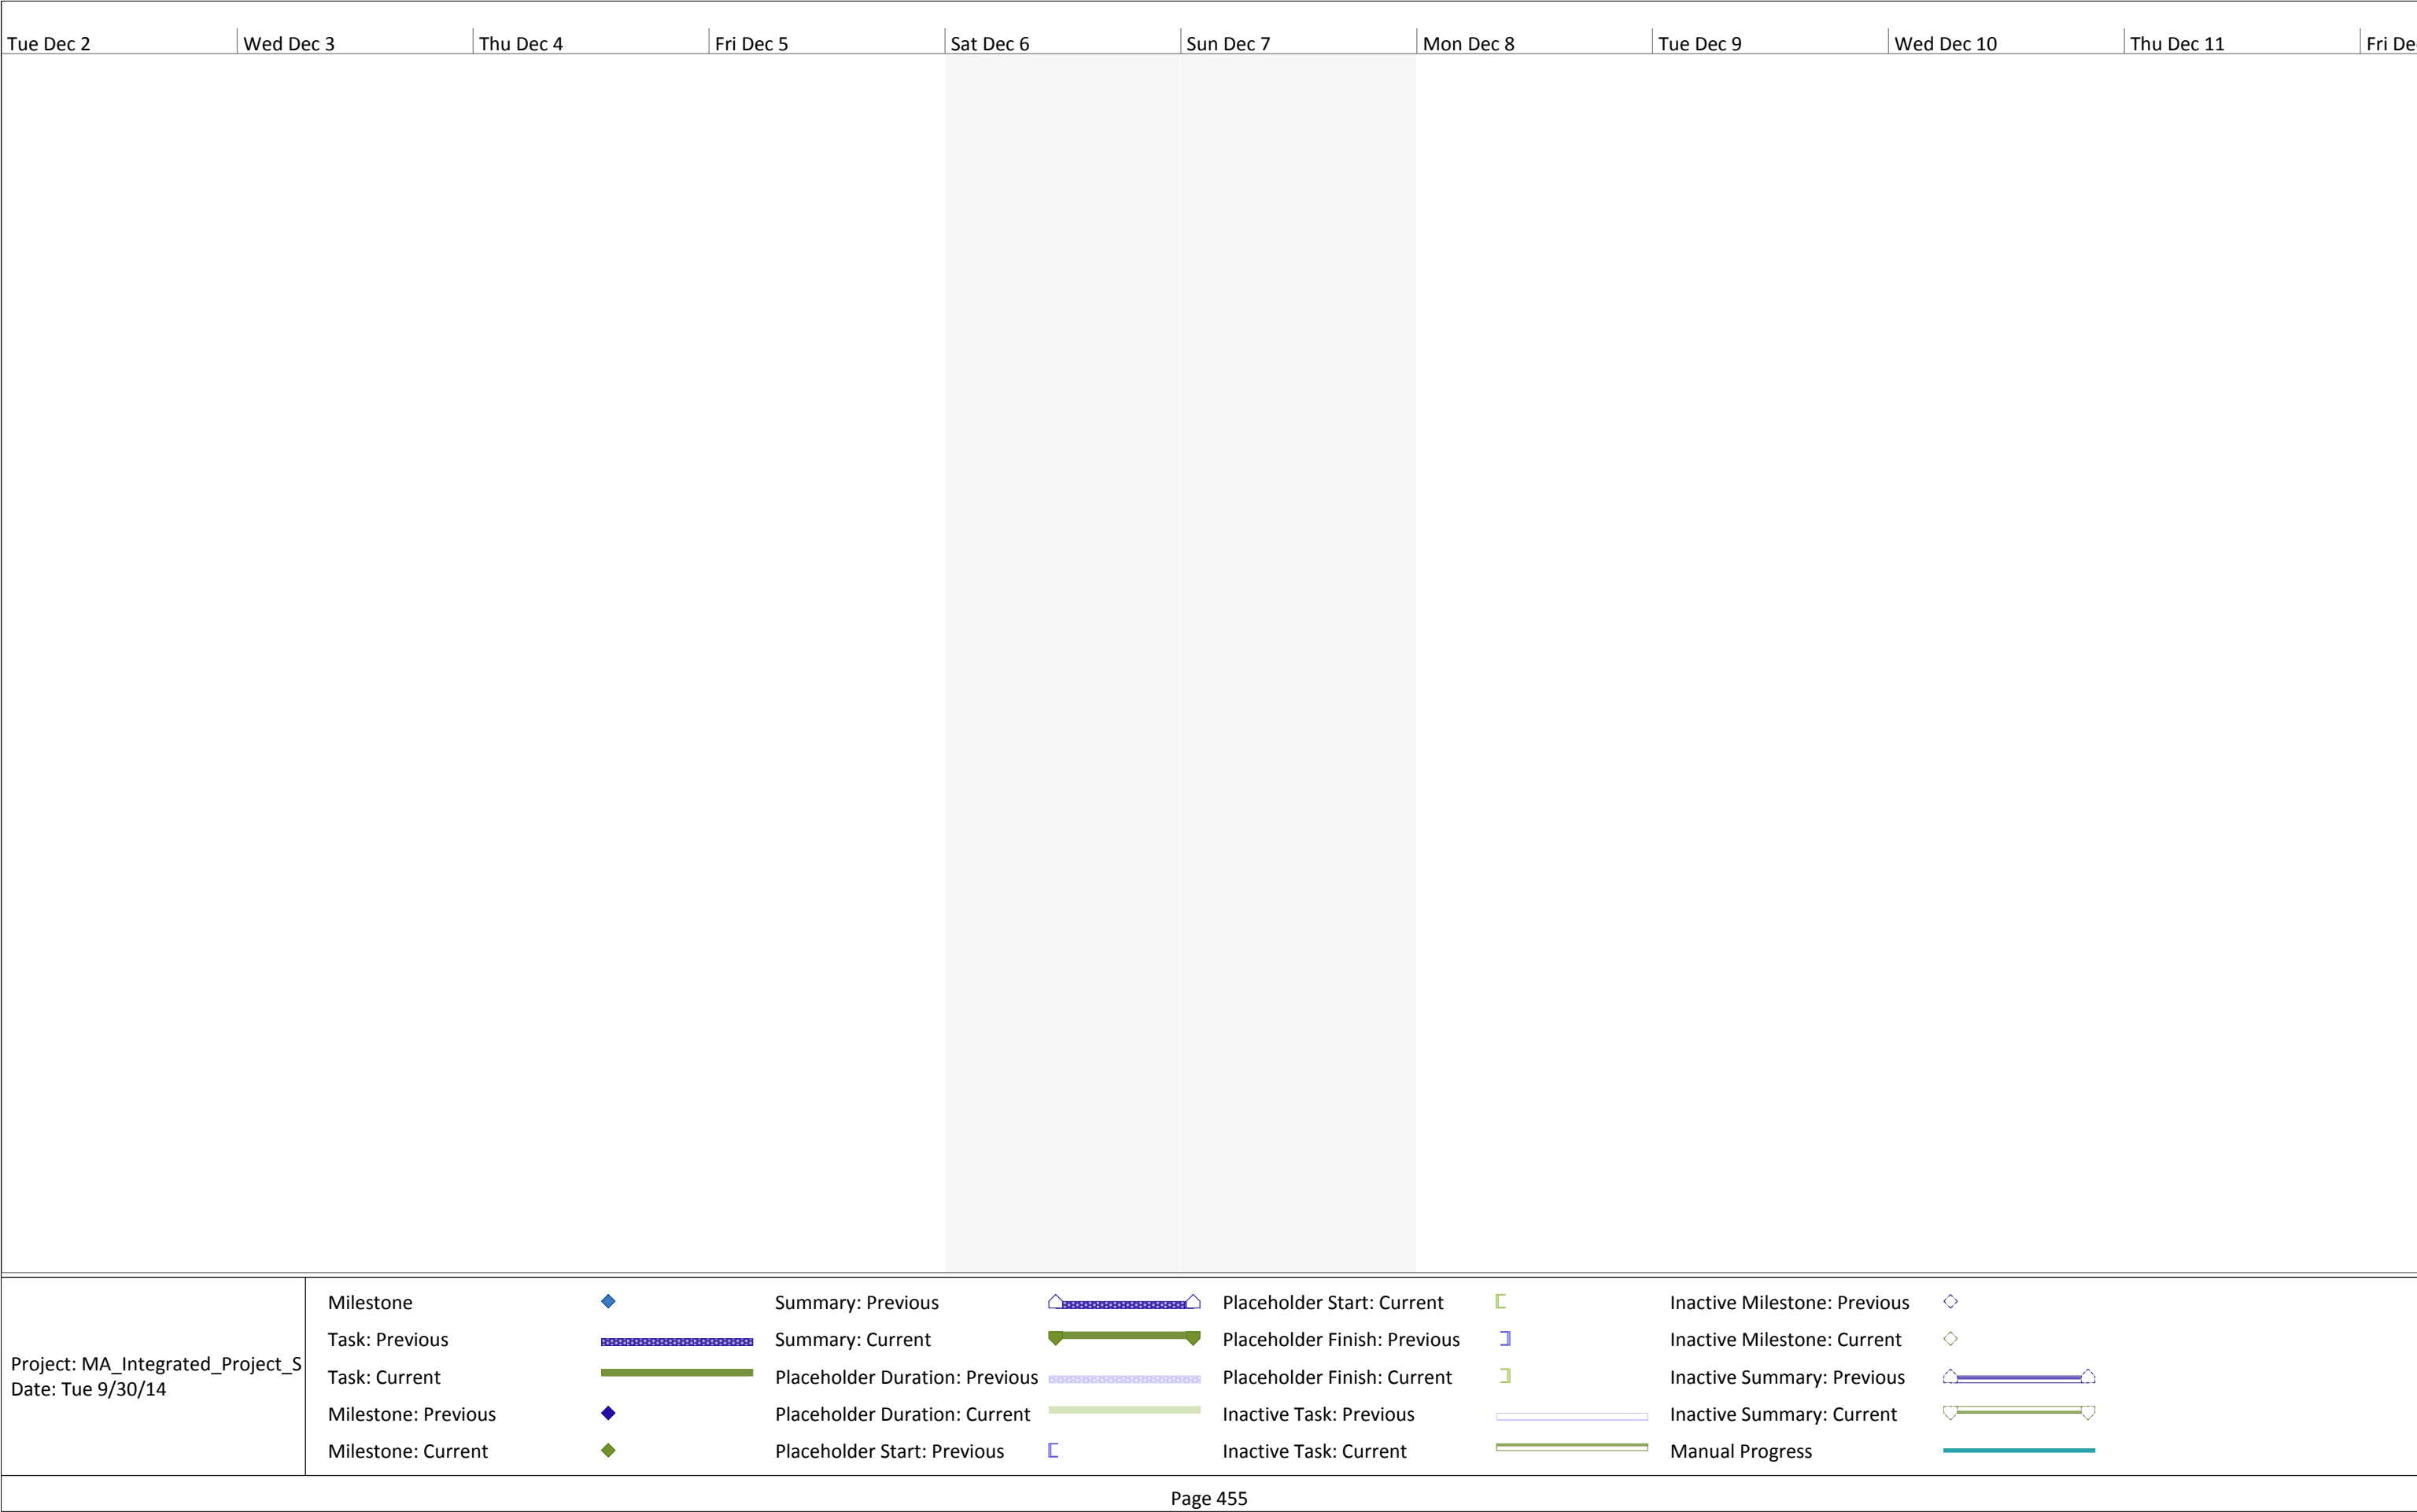 Tue Dec 2 Wed Dec 3 Thu Dec 4 Fri Dec 5 Sat Dec 6 Sun Dec 7 Mon Dec 8 Tue Dec 9 Wed Dec 10 Thu Dec 11 Fri De
Project: MA_Integrated_Project_S
Date: Tue 9/30/14
Milestone
Task: Previous
Task: Current
Milestone: Previous
Milestone: Current
Summary: Previous
Summary: Current
Placeholder Duration: Previous
Placeholder Duration: Current
Placeholder Start: Previous
Placeholder Start: Current
Placeholder Finish: Previous
Placeholder Finish: Current
Inactive Task: Previous
Inactive Task: Current
Inactive Milestone: Previous
Inactive Milestone: Current
Inactive Summary: Previous
Inactive Summary: Current
Manual Progress
Page 455